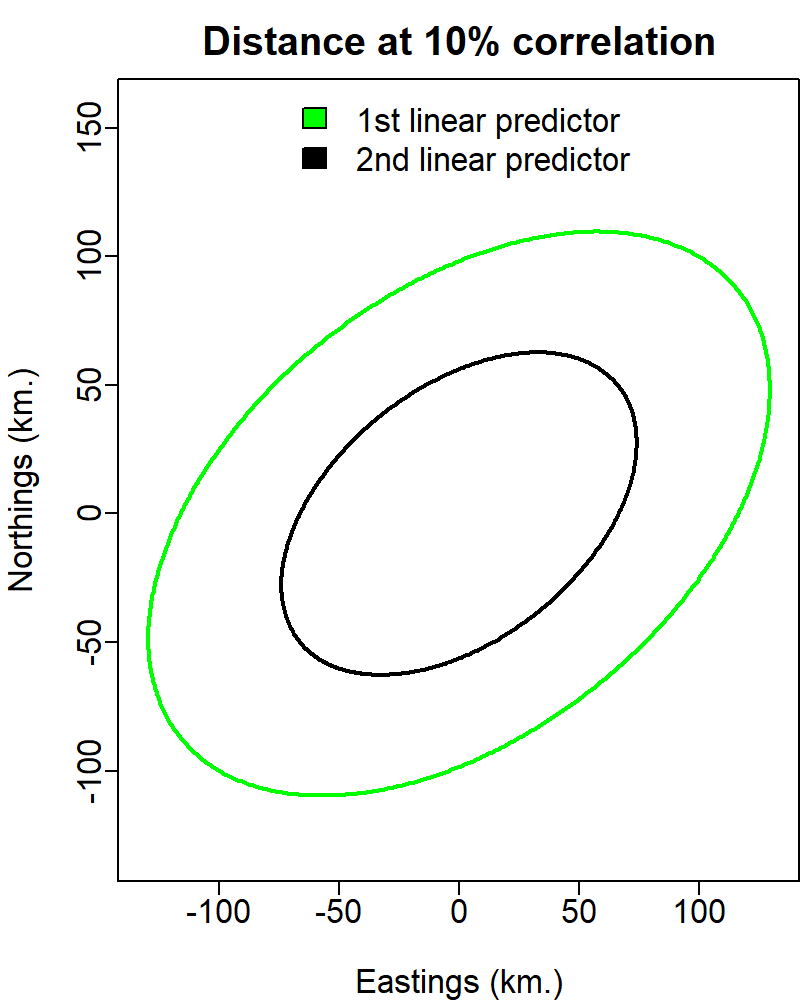 Distance at 10% correlation
1st linear predictor
2nd linear predictor
150
100
50
0
-50
-100
Northings (km.)
-100 -50 0 50 100
Eastings (km.)